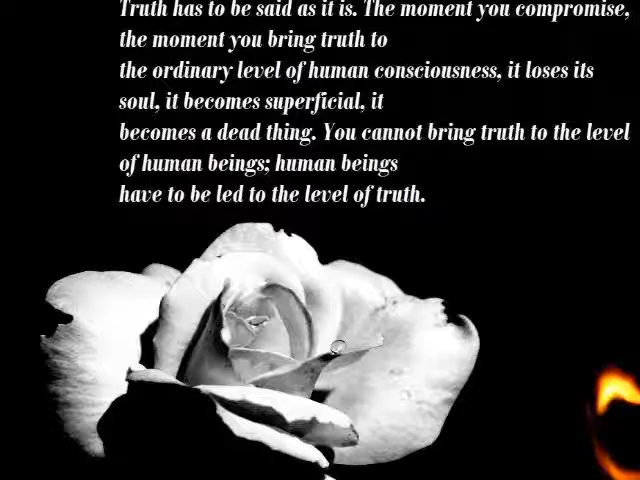 Truth has to be said as it is. The moment you compromise,
the moment you bring truth to
the ordinary level of human consciousness, it loses its
soul, it becomes superficial, it
becomes a dead thing. You cannot bring truth to the level
of human beings; human beings
have to be led to the level of truth.